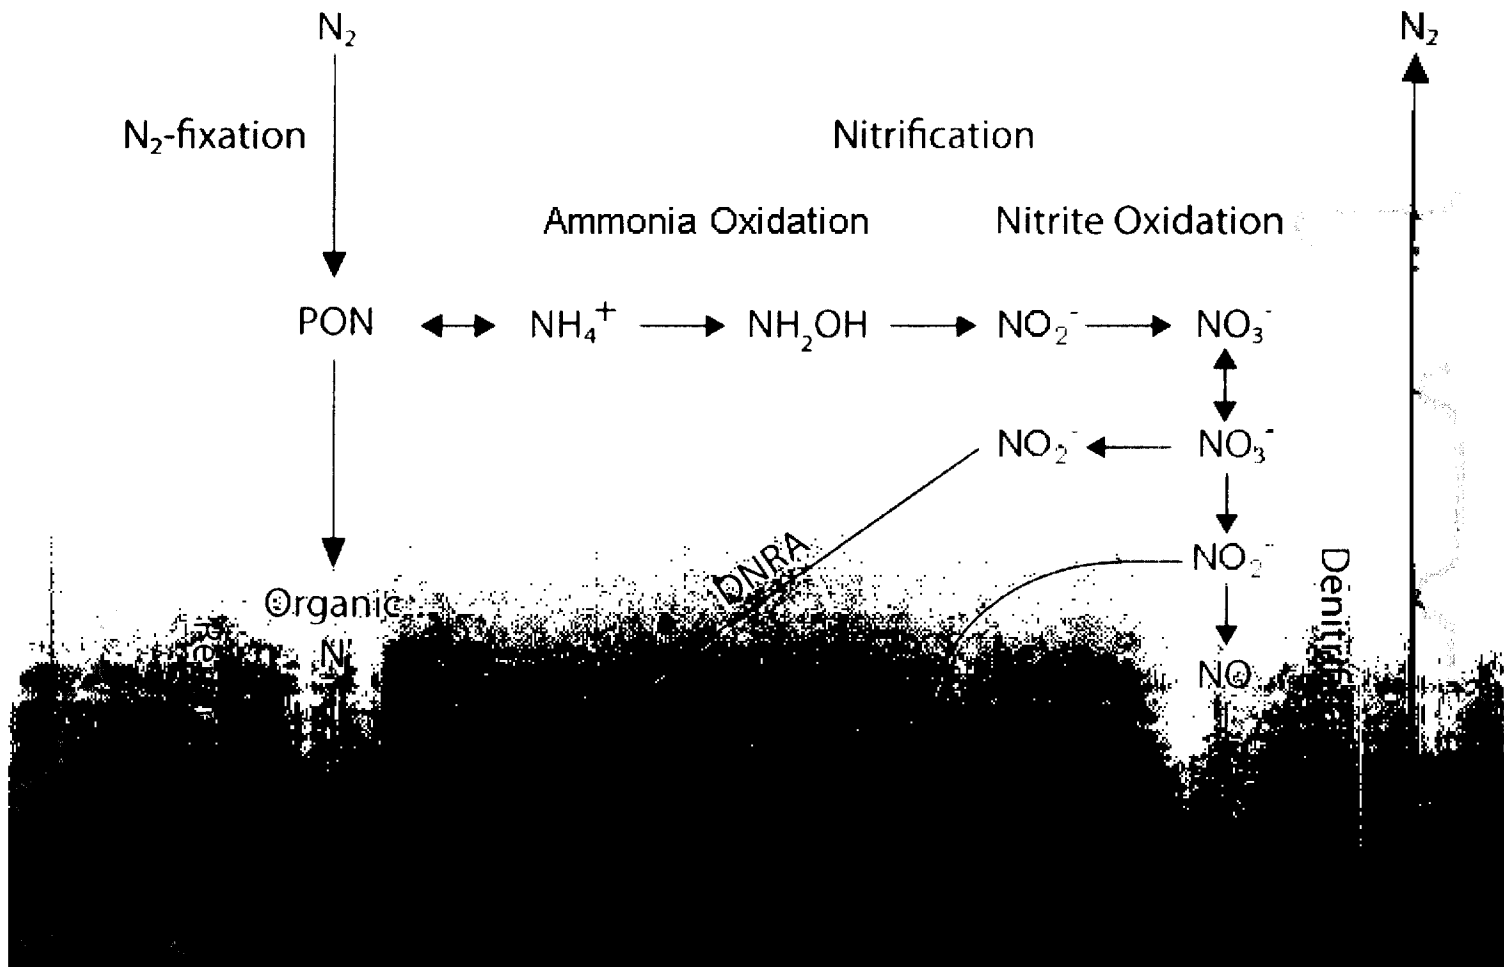 N₂ N₂
N₂-fixation Nitrification
Ammonia Oxidation Nitrite Oxidation
PON NH₄⁺ NH₂OH NO₂⁻ NO₃⁻
NO₂⁻ NO₃⁻
DNRA NO₂⁻
Organic
N
NO